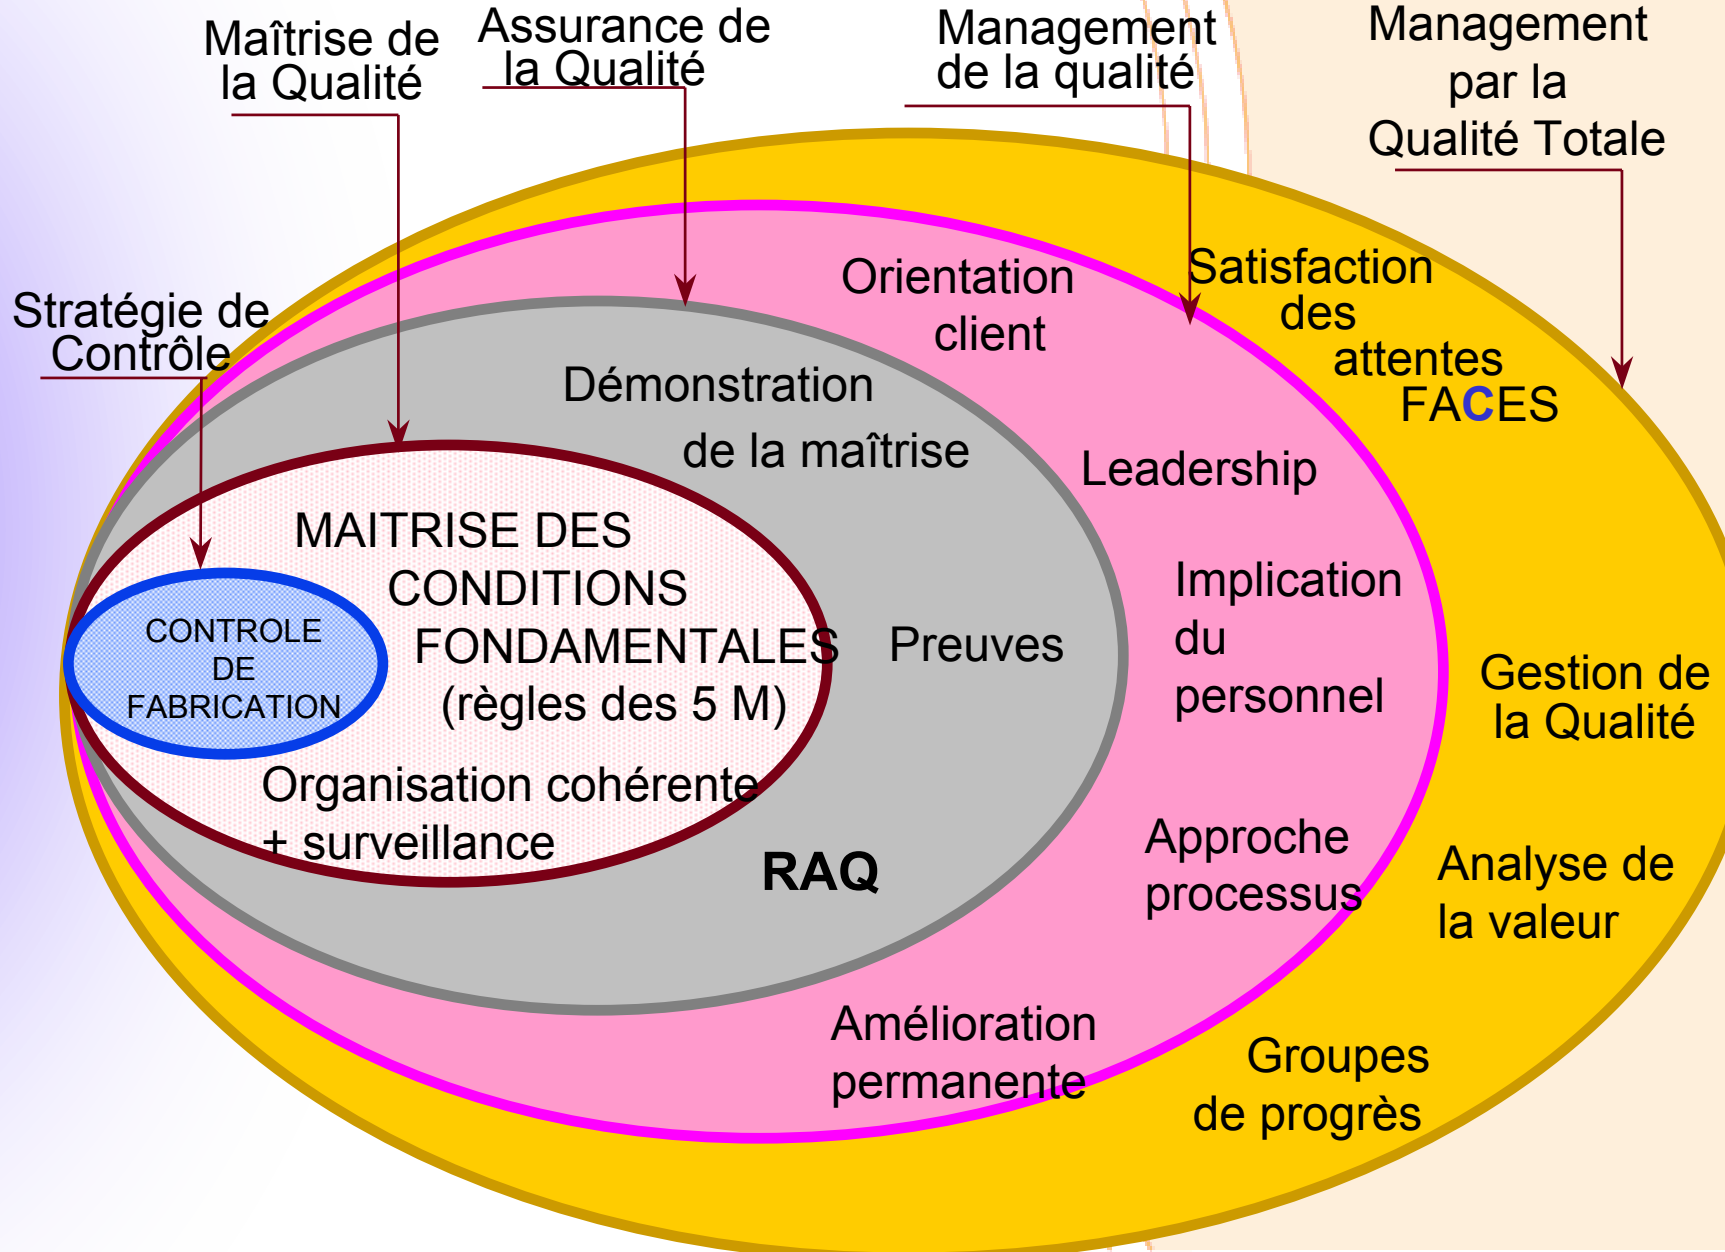 Maîtrise de
la Qualité
Assurance de
la Qualité
Management
de la qualité
Management
par la
Qualité Totale
Stratégie de
Contrôle
Orientation
client
Satisfaction
des
attentes
FACES
Démonstration
de la maîtrise
Leadership
MAITRISE DES
CONDITIONS
FONDAMENTALES
(règles des 5 M)
CONTROLE
DE
FABRICATION
Preuves
Implication
du
personnel
Gestion de
la Qualité
Organisation cohérente
+ surveillance
RAQ
Approche
processus
Analyse de
la valeur
Amélioration
permanente
Groupes
de progrès